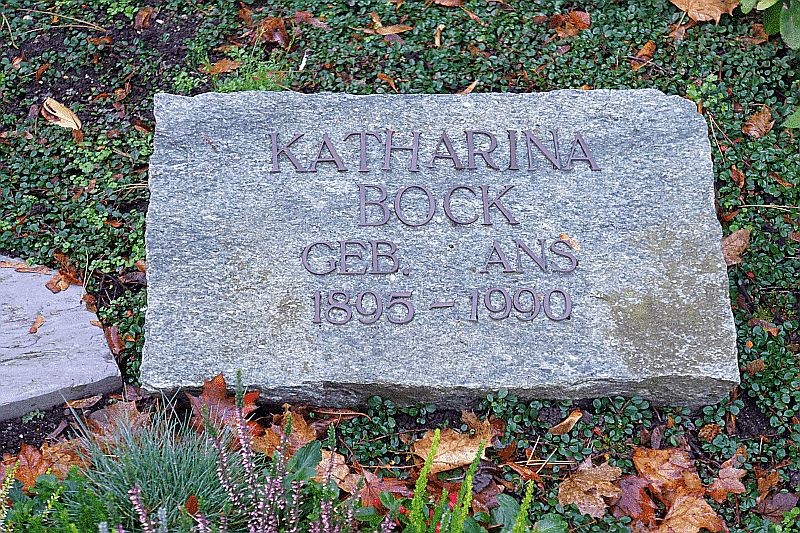 KATHARINA
BOCK
GEB. ANS
1895 – 1990